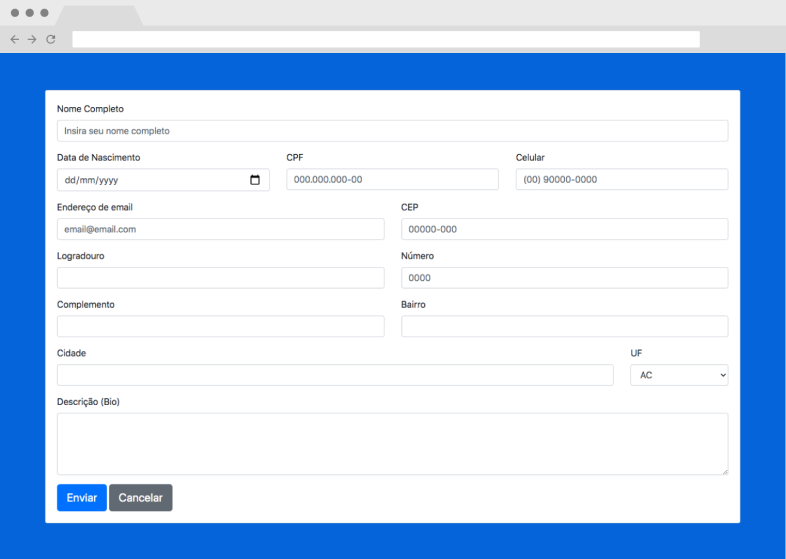 Nome Completo
Insira seu nome completo
Data de Nascimento CPF Celular
dd/mm/yyyy 000.000.000-00 (00) 90000-0000
Endereço de email CEP
email@email.com 00000-000
Logradouro Número
0000
Complemento Bairro
Cidade UF
AC
Descrição (Bio)
Enviar Cancelar